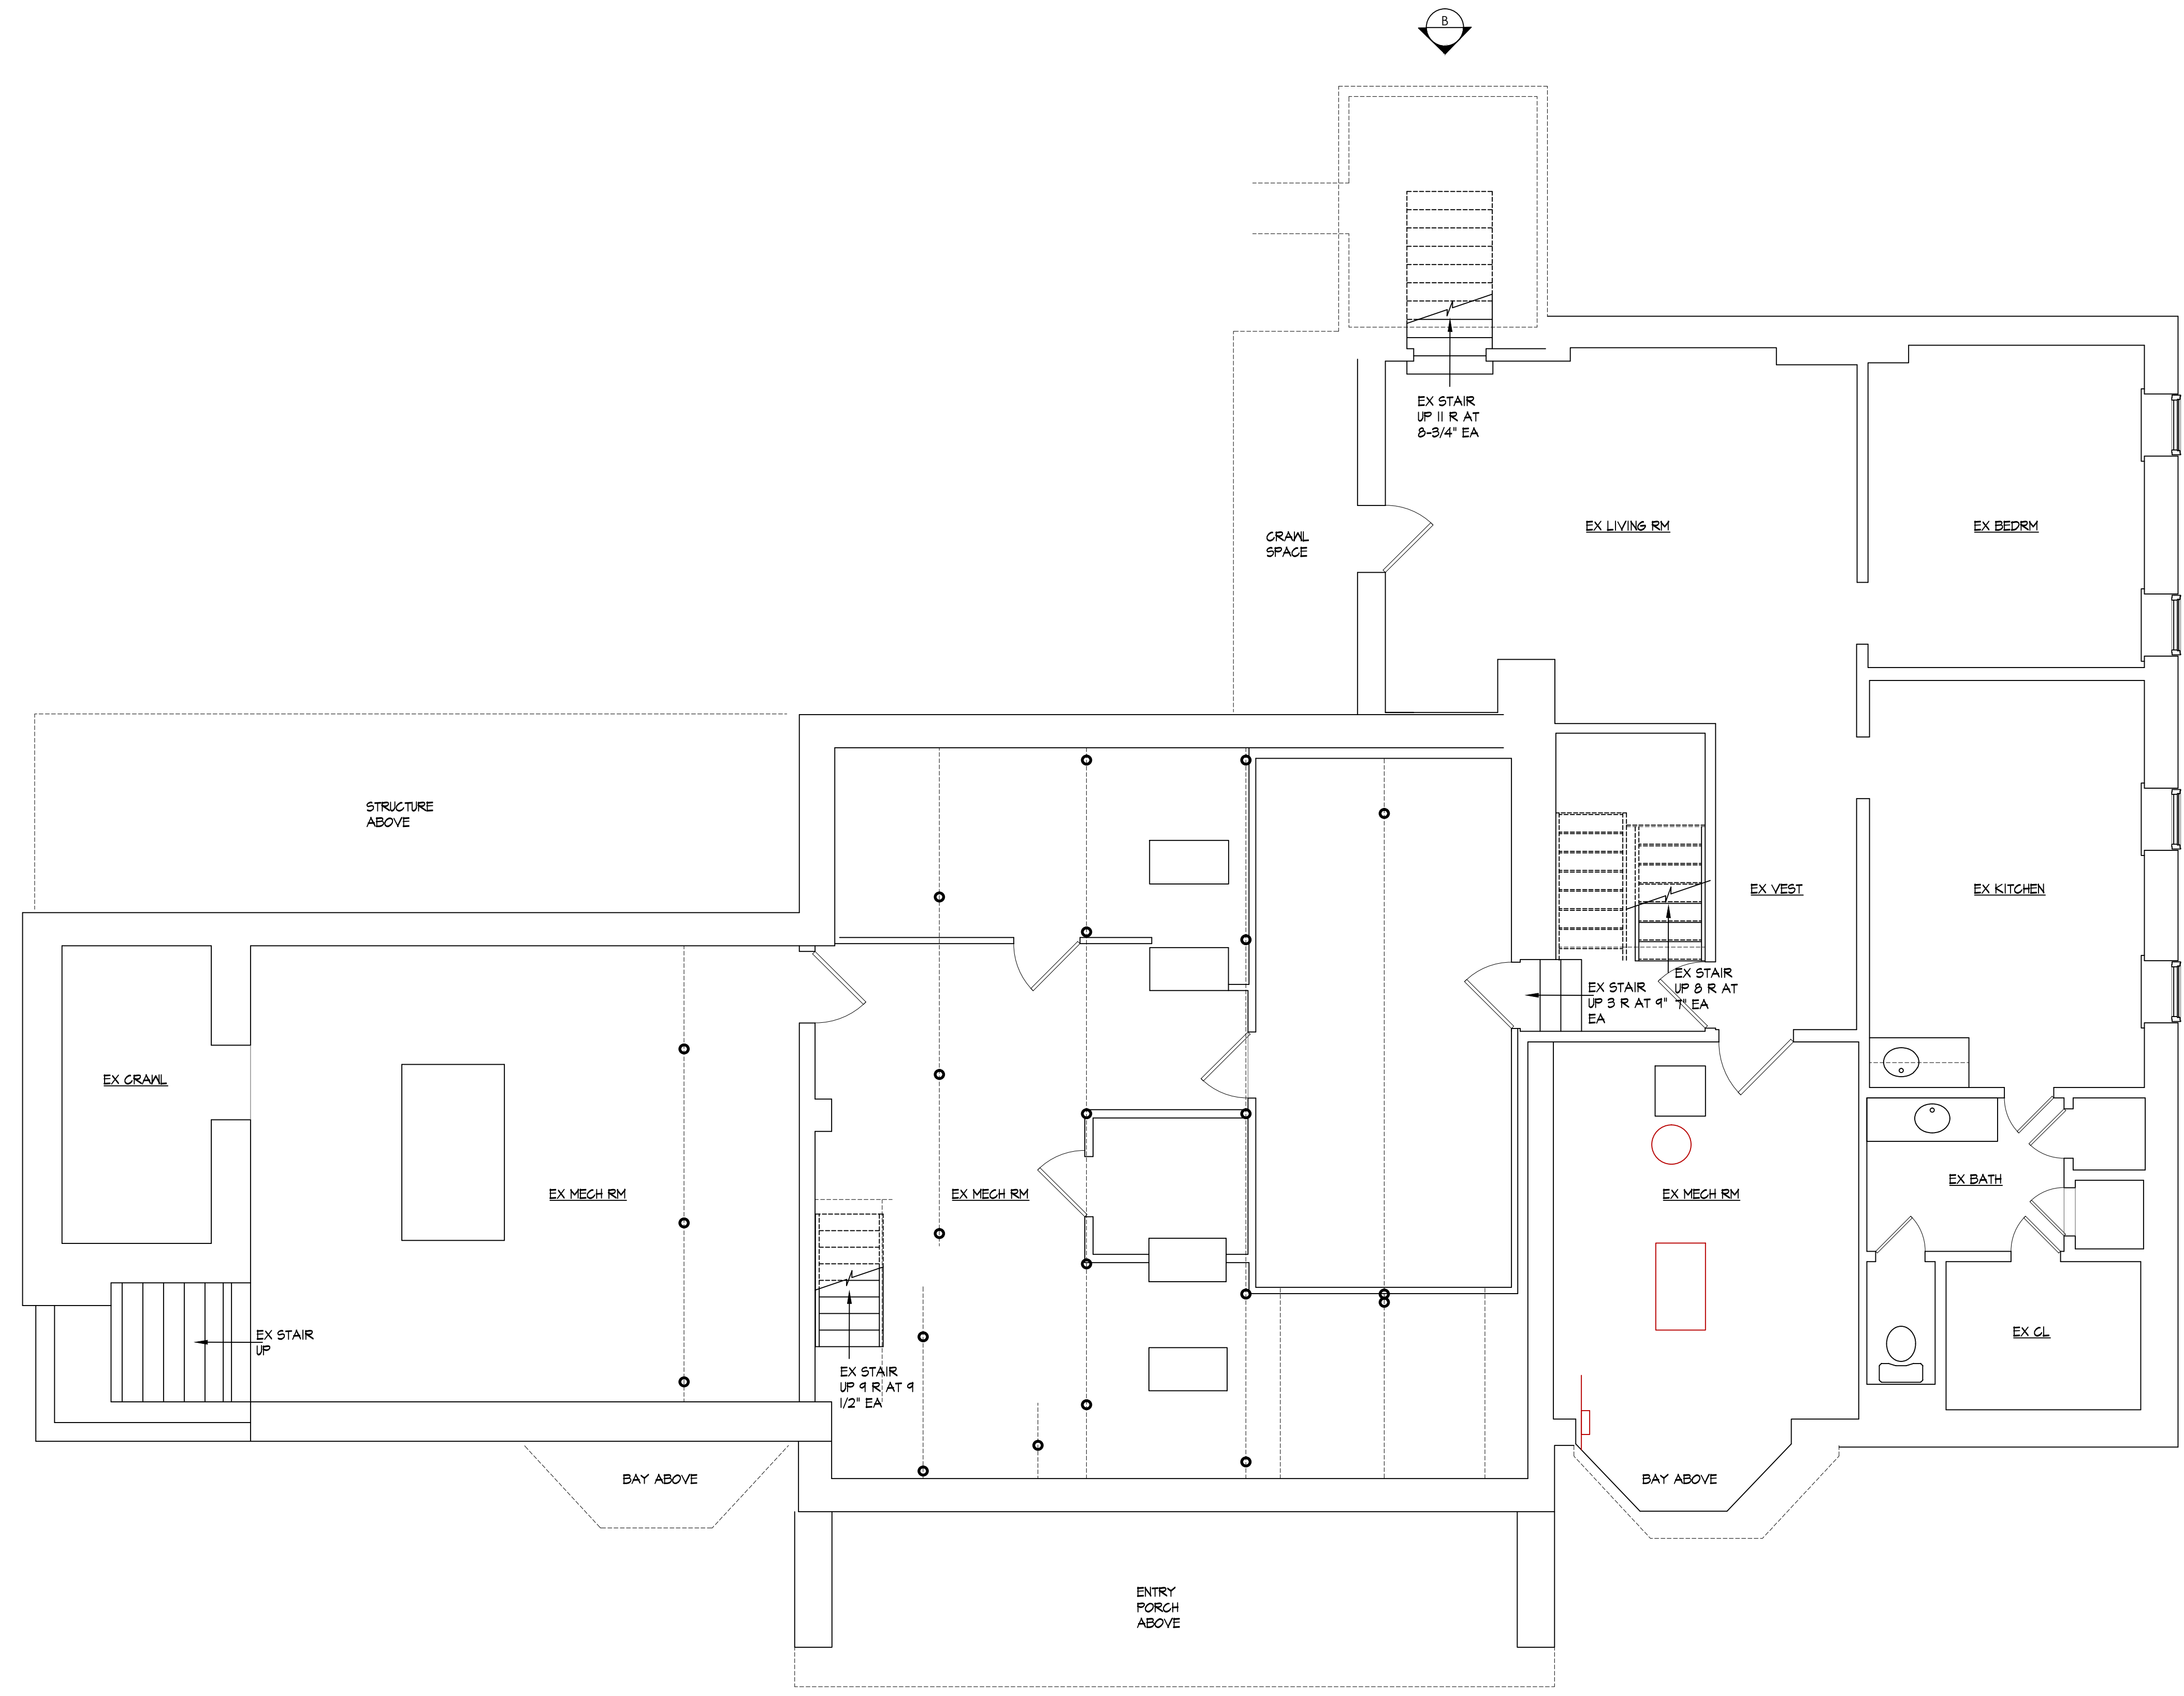 B
EX STAIR
UP 11 R AT
8-3/4" EA
CRAWL
SPACE
EX LIVING RM
EX BEDRM
STRUCTURE
ABOVE
EX VEST
EX KITCHEN
EX STAIR
UP 8 R AT
7" EA
EX STAIR
UP 3 R AT 9"
EA
EX CRAWL
EX MECH RM
EX MECH RM
EX MECH RM
EX BATH
EX STAIR
UP
EX CL
EX STAIR
UP 9 R AT 9
1/2" EA
BAY ABOVE
BAY ABOVE
ENTRY
PORCH
ABOVE